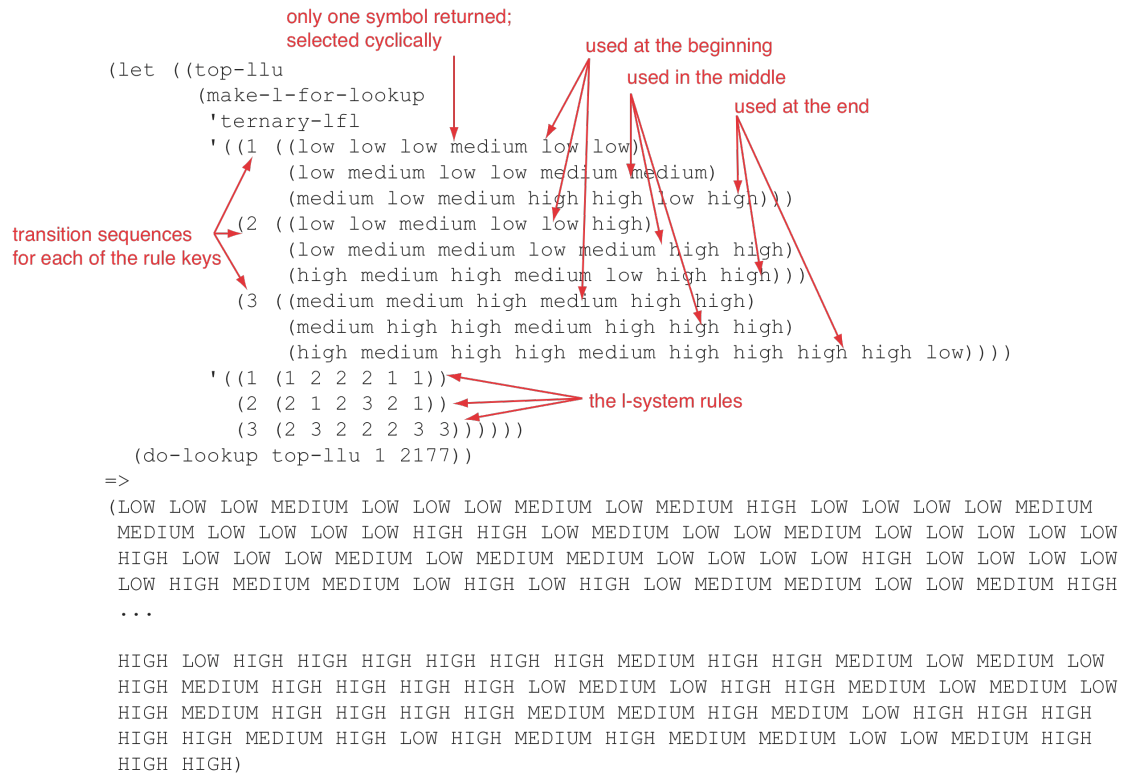 only one symbol returned;
selected cyclically
used at the beginning
used in the middle
used at the end
(let ((top-llu
(make-l-for-lookup
'ternary-lfl
'((1 ((low low low medium low low)
(low medium low low medium medium)
(medium low medium high high low high)))
transition sequences
for each of the rule keys
(2 ((low low medium low low high)
(low medium medium low medium high high)
(high medium high medium low high high)))
(3 ((medium medium high medium high high)
(medium high high medium high high high)
(high medium high high medium high high high high low))))
'((1 (1 2 2 2 1 1))
(2 (2 1 2 3 2 1))
the l-system rules
(3 (2 3 2 2 2 3 3))))))
(do-lookup top-llu 1 2177))
=>
(LOW LOW LOW MEDIUM LOW LOW LOW MEDIUM LOW MEDIUM HIGH LOW LOW LOW LOW MEDIUM
MEDIUM LOW LOW LOW LOW HIGH HIGH LOW MEDIUM LOW LOW MEDIUM LOW LOW LOW LOW LOW
HIGH LOW LOW LOW MEDIUM LOW MEDIUM MEDIUM LOW LOW LOW LOW HIGH LOW LOW LOW LOW
LOW HIGH MEDIUM MEDIUM LOW HIGH LOW HIGH LOW MEDIUM MEDIUM LOW LOW MEDIUM HIGH
...
HIGH LOW HIGH HIGH HIGH HIGH HIGH HIGH MEDIUM HIGH HIGH MEDIUM LOW MEDIUM LOW
HIGH MEDIUM HIGH HIGH HIGH HIGH HIGH LOW MEDIUM LOW HIGH HIGH MEDIUM LOW MEDIUM LOW
HIGH MEDIUM HIGH HIGH HIGH HIGH HIGH MEDIUM MEDIUM HIGH MEDIUM LOW HIGH HIGH HIGH
HIGH HIGH MEDIUM HIGH LOW HIGH MEDIUM HIGH MEDIUM MEDIUM LOW LOW MEDIUM HIGH
HIGH HIGH)